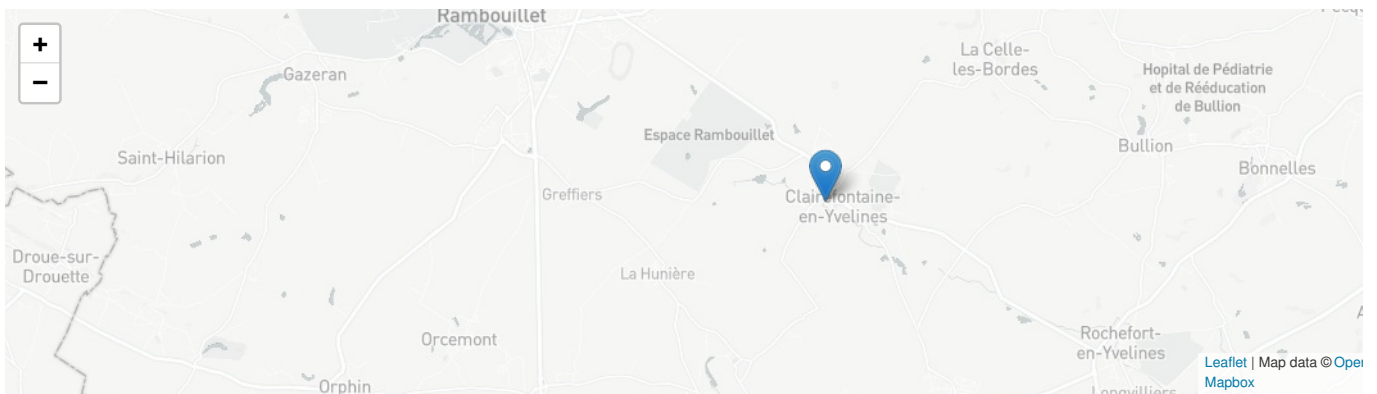 Rambouillet
+
−
Gazeran
La Celle-
les-Bordes
Hopital de Pédiatrie
et de Rééducation
de Bullion
Espace Rambouillet
Saint-Hilarion
Bullion
Bonnelles
Greffiers
Clairefontaine-
en-Yvelines
Droue-sur-
Drouette
La Hunière
Orcemont
Rochefort-
en-Yvelines
Orphin
Longvilliers
Leaflet | Map data © Ope
Mapbox